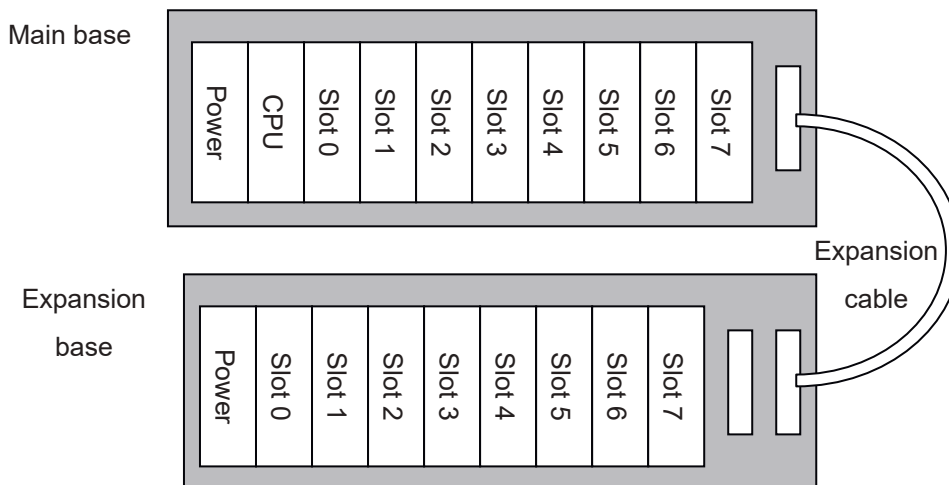 Main base
Power
CPU
Slot 0
Slot 1
Slot 2
Slot 3
Slot 4
Slot 5
Slot 6
Slot 7
Expansion
cable
Expansion
base
Power
Slot 0
Slot 1
Slot 2
Slot 3
Slot 4
Slot 5
Slot 6
Slot 7